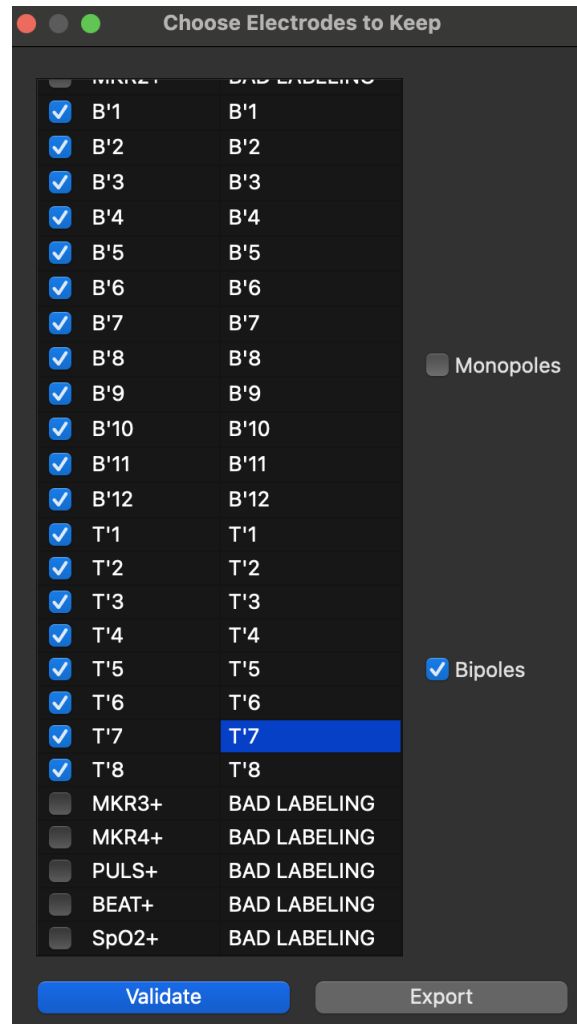 Choose Electrodes to Keep
MKR2+ BAD LABELING
B'1 B'1
B'2 B'2
B'3 B'3
B'4 B'4
B'5 B'5
B'6 B'6
B'7 B'7
B'8 B'8
Monopoles
B'9 B'9
B'10 B'10
B'11 B'11
B'12 B'12
T'1 T'1
T'2 T'2
T'3 T'3
T'4 T'4
T'5 T'5
Bipoles
T'6 T'6
T'7 T'7
T'8 T'8
MKR3+ BAD LABELING
MKR4+ BAD LABELING
PULS+ BAD LABELING
BEAT+ BAD LABELING
SpO2+ BAD LABELING
Validate Export